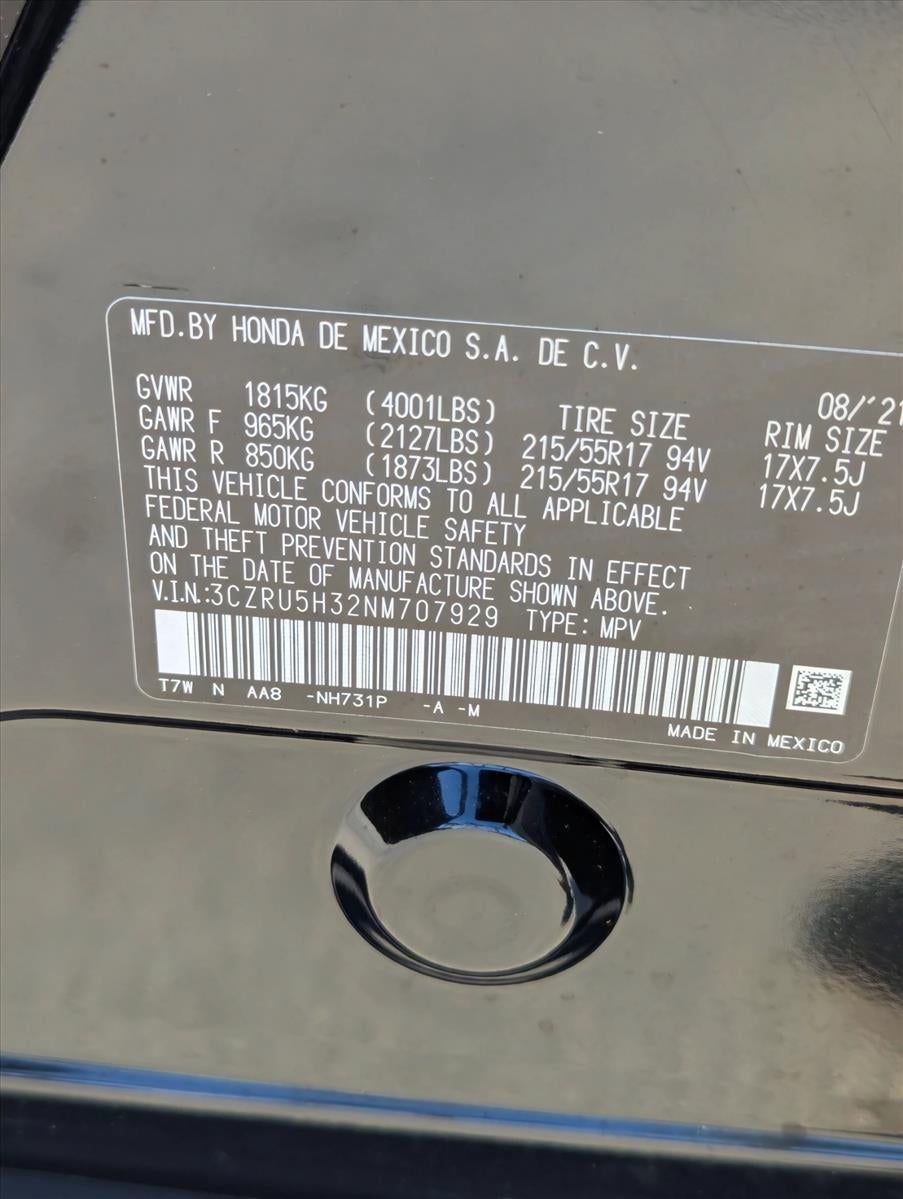 MFD.BY HONDA DE MEXICO S.A. DE C.V.
08/'21
GVWR 1815KG (4001LBS) TIRE SIZE RIM SIZE
GAWR F 965KG (2127LBS) 215/55R17 94V 17X7.5J
GAWR R 850KG (1873LBS) 215/55R17 94V 17X7.5J
THIS VEHICLE CONFORMS TO ALL APPLICABLE
FEDERAL MOTOR VEHICLE SAFETY
AND THEFT PREVENTION STANDARDS IN EFFECT
ON THE DATE OF MANUFACTURE SHOWN ABOVE.
V.I.N.:3CZRU5H32NM707929 TYPE:MPV
T7W N AA8 -NH731P -A -M
MADE IN MEXICO